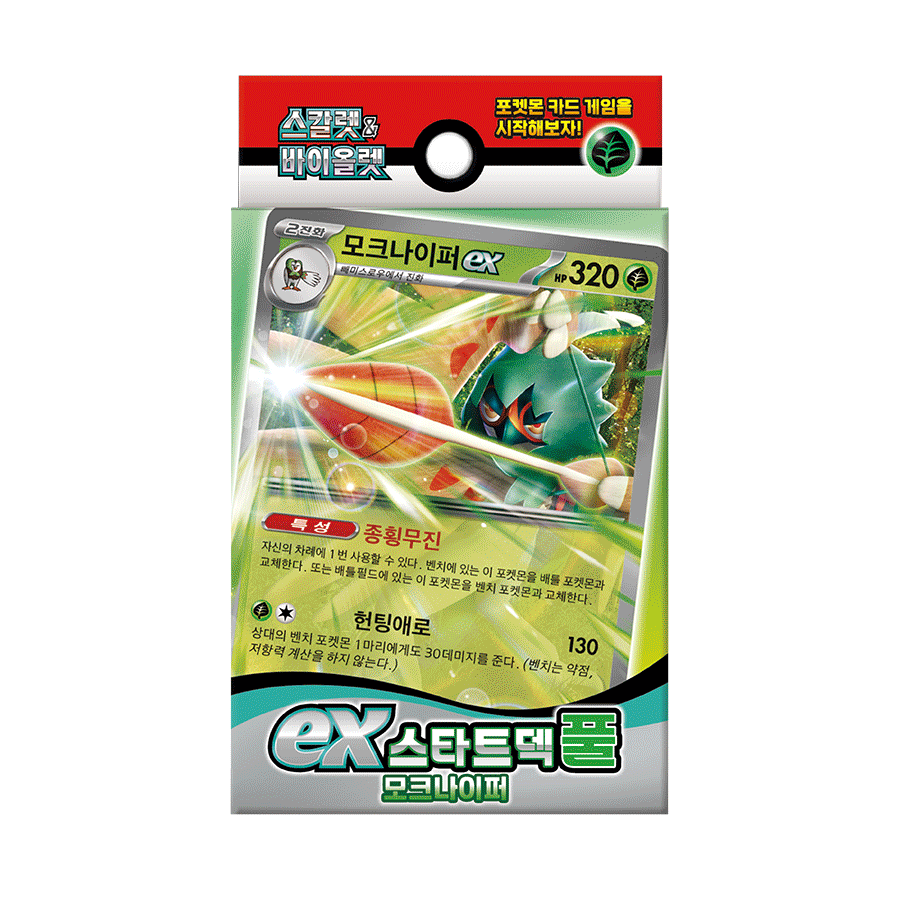 스칼렛&
바이올렛
포켓몬 카드 게임을
시작해보자!
2진화
모크나이퍼 ex
HP 320
빼미스로우에서 진화
특성 종횡무진
자신의 차례에 1번 사용할 수 있다. 벤치에 있는 이 포켓몬을 배틀 포켓몬과
교체한다. 또는 배틀필드에 있는 이 포켓몬을 벤치 포켓몬과 교체한다.
헌팅애로 130
상대의 벤치 포켓몬 1마리에게도 30데미지를 준다. (벤치는 약점,
저항력 계산을 하지 않는다.)
ex 스타트덱 풀
모크나이퍼